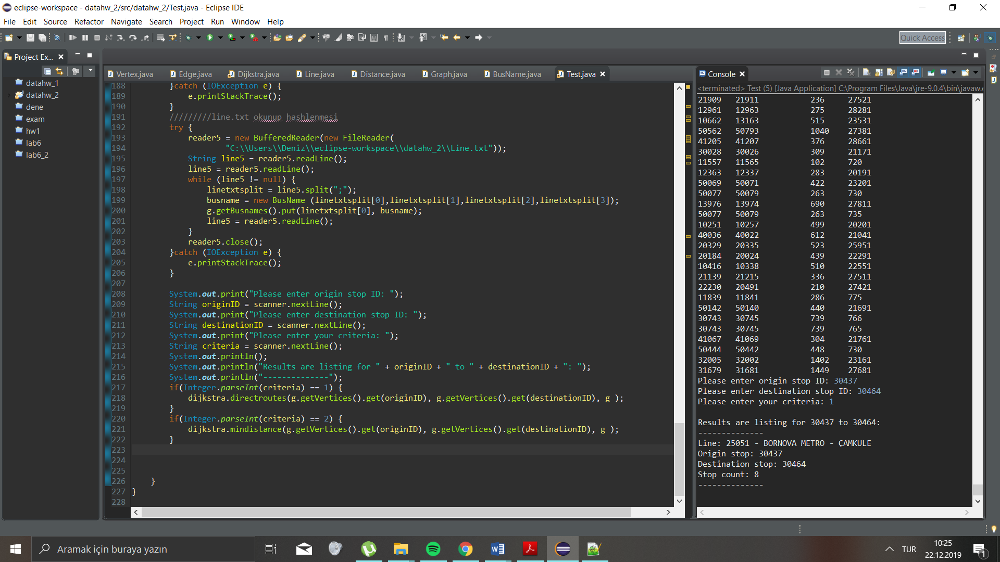 eclipse-workspace - datahw_2/src/datahw_2/Test.java - Eclipse IDE
File Edit Source Refactor Navigate Search Project Run Window Help
Quick Access
Project Ex...
datahw_1
datahw_2
dene
exam
hw1
lab6
lab6_2
Vertex.java Edge.java Dijkstra.java Line.java Distance.java Graph.java BusName.java Test.java
188 }catch (IOException e) {
189 e.printStackTrace();
190 }
191 /////////line.txt okunup hashlenmesi
192 try {
193 reader5 = new BufferedReader(new FileReader(
194 "C:\\Users\\Deniz\\eclipse-workspace\\datahw_2\\Line.txt"));
195 String line5 = reader5.readLine();
196 line5 = reader5.readLine();
197 while (line5 != null) {
198 linetxtsplit = line5.split(";");
199 busname = new BusName (linetxtsplit[0],linetxtsplit[1],linetxtsplit[2],linetxtsplit[3]);
200 g.getBusnames().put(linetxtsplit[0], busname);
201 line5 = reader5.readLine();
202 }
203 reader5.close();
204 }catch (IOException e) {
205 e.printStackTrace();
206 }
207
208 System.out.print("Please enter origin stop ID: ");
209 String originID = scanner.nextLine();
210 System.out.print("Please enter destination stop ID: ");
211 String destinationID = scanner.nextLine();
212 System.out.print("Please enter your criteria: ");
213 String criteria = scanner.nextLine();
214 System.out.println();
215 System.out.println("Results are listing for " + originID + " to " + destinationID + ": ");
216 System.out.println("--------------");
217 if(Integer.parseInt(criteria) == 1) {
218 dijkstra.directroutes(g.getVertices().get(originID), g.getVertices().get(destinationID), g );
219 }
220 if(Integer.parseInt(criteria) == 2) {
221 dijkstra.mindistance(g.getVertices().get(originID), g.getVertices().get(destinationID), g );
222 }
223
224
225
226 }
227 }
228
Console
<terminated> Test (5) [Java Application] C:\Program Files\Java\jre-9.0.4\bin\javaw.e
21909 21911 236 27521
12961 12963 275 28281
10662 13163 515 23531
50562 50793 1040 27381
41205 41207 376 28661
30028 30026 309 21171
11557 11565 102 720
12363 12337 283 20191
50069 50071 422 23201
50077 50079 263 730
13976 13974 690 27811
50077 50079 263 735
10251 10257 499 20201
40036 40022 612 21041
20329 20335 523 25951
20184 20024 439 22291
10416 10338 510 22551
21139 21215 336 27511
22230 20491 210 27421
11839 11841 286 775
50142 50140 440 21691
30743 30745 739 766
30743 30745 739 765
41067 41069 304 21761
50444 50442 448 730
32005 32002 1402 23161
31679 31681 1449 27681
Please enter origin stop ID: 30437
Please enter destination stop ID: 30464
Please enter your criteria: 1
Results are listing for 30437 to 30464:
--------------
Line: 25051 - BORNOVA METRO - ÇAMKULE
Origin stop: 30437
Destination stop: 30464
Stop count: 8
--------------
Aramak için buraya yazın
TUR
10:25
22.12.2019
1